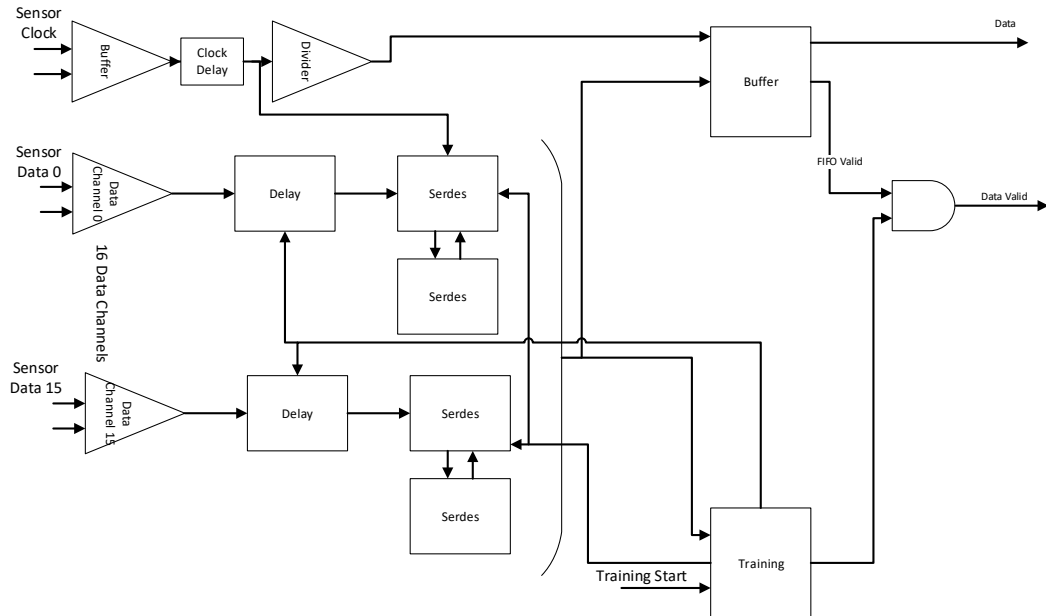 Sensor
Clock
Buffer
Clock
Delay
Divider
Buffer
Data
FIFO Valid
Data Valid
Sensor
Data 0
Data
Channel 0
Delay
Serdes
Serdes
16 Data Channels
Sensor
Data 15
Data
Channel 15
Delay
Serdes
Serdes
Training
Training Start